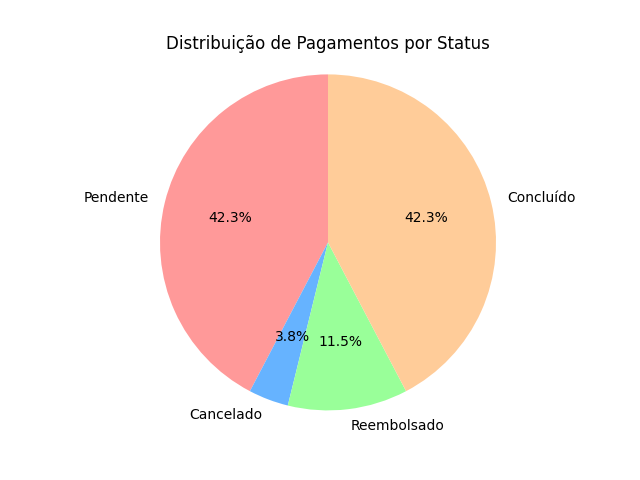 Distribuição de Pagamentos por Status
Pendente
Concluído
42.3%
42.3%
3.8%
11.5%
Cancelado
Reembolsado